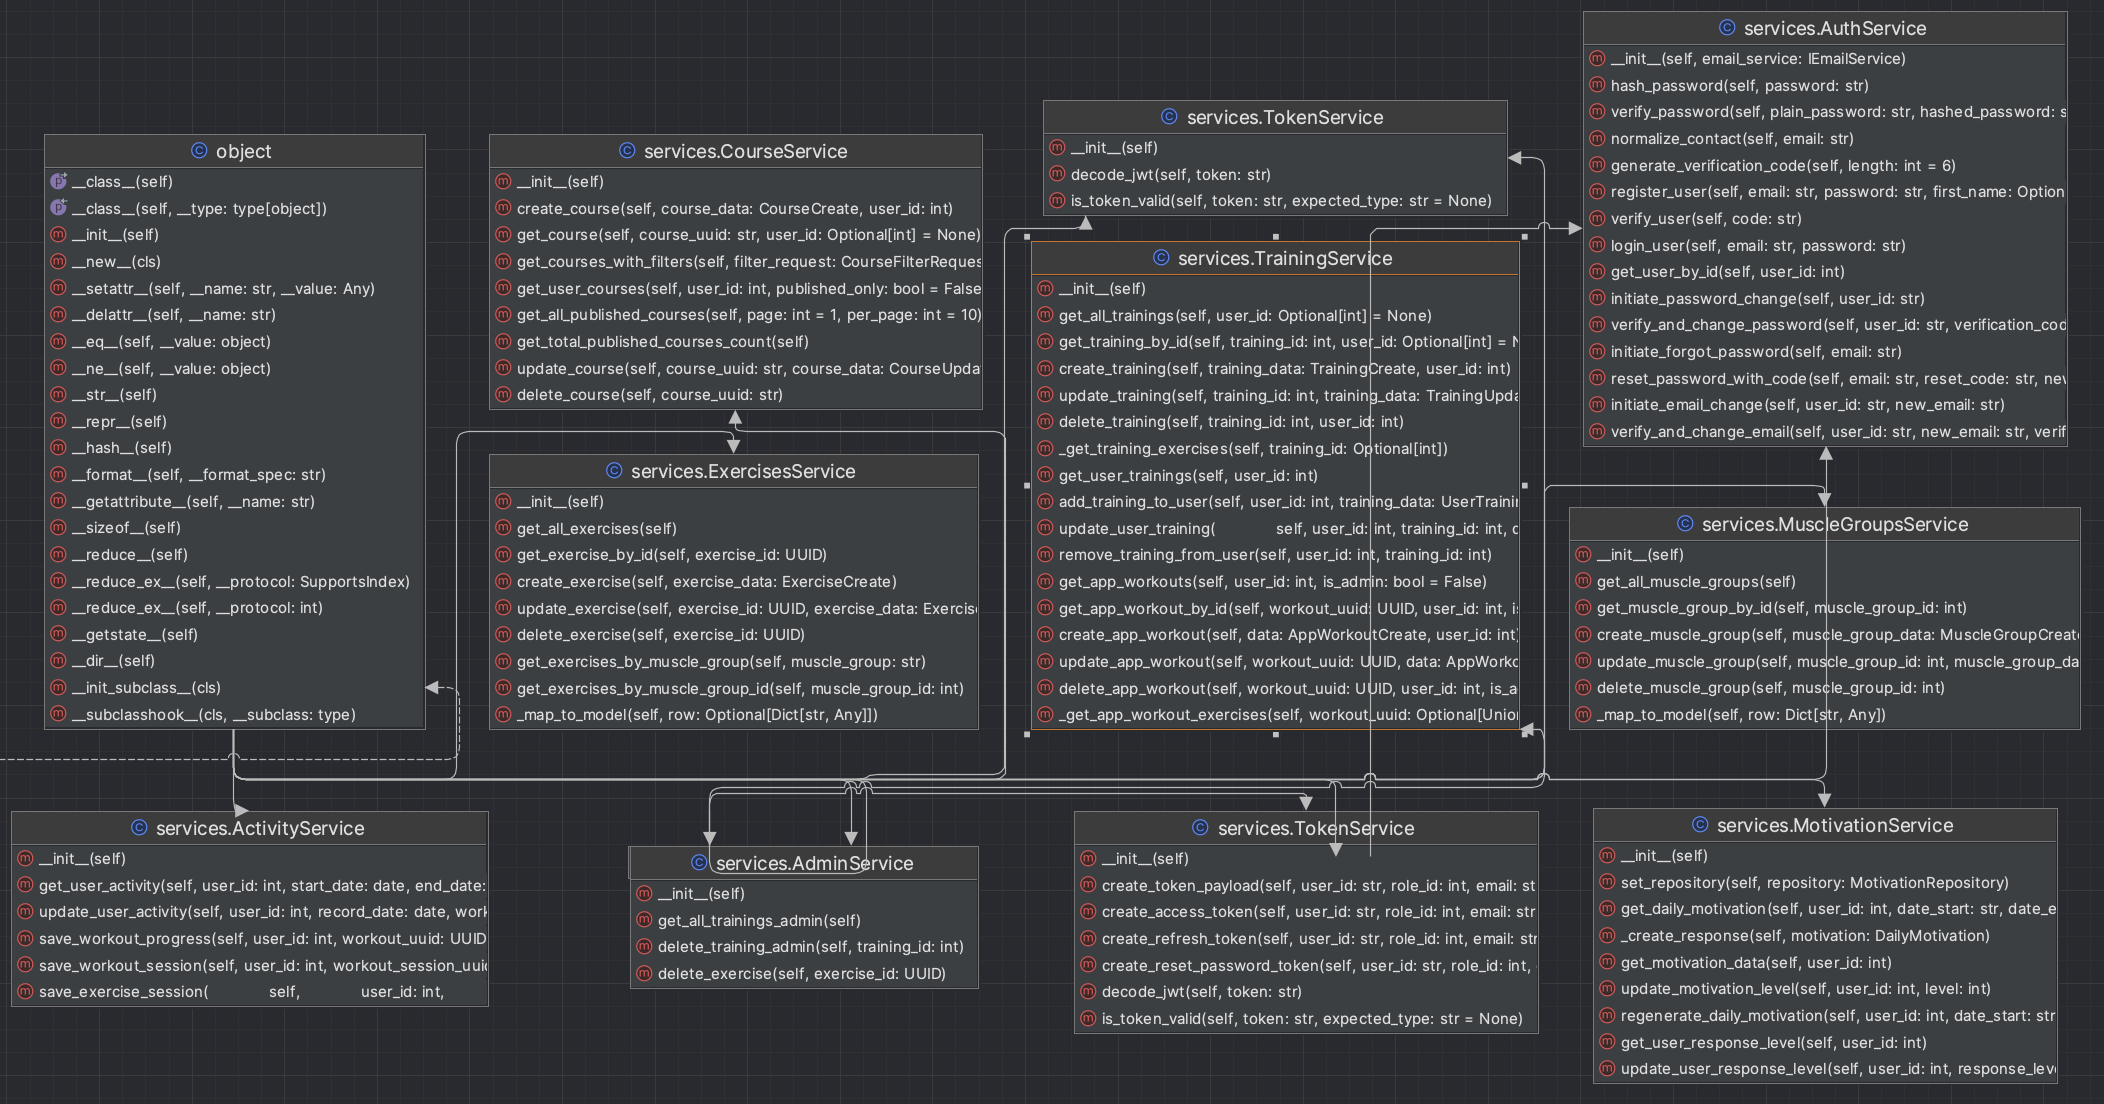 object
__class__(self)
__class__(self, __type: type[object])
__init__(self)
__new__(cls)
__setattr__(self, __name: str, __value: Any)
__delattr__(self, __name: str)
__eq__(self, __value: object)
__ne__(self, __value: object)
__str__(self)
__repr__(self)
__hash__(self)
__format__(self, __format_spec: str)
__getattribute__(self, __name: str)
__sizeof__(self)
__reduce__(self)
__reduce_ex__(self, __protocol: SupportsIndex)
__reduce_ex__(self, __protocol: int)
__getstate__(self)
__dir__(self)
__init_subclass__(cls)
__subclasshook__(cls, __subclass: type)
services.CourseService
__init__(self)
create_course(self, course_data: CourseCreate, user_id: int)
get_course(self, course_uuid: str, user_id: Optional[int] = None)
get_courses_with_filters(self, filter_request: CourseFilterReques
get_user_courses(self, user_id: int, published_only: bool = False
get_all_published_courses(self, page: int = 1, per_page: int = 10)
get_total_published_courses_count(self)
update_course(self, course_uuid: str, course_data: CourseUpda
delete_course(self, course_uuid: str)
services.ExercisesService
__init__(self)
get_all_exercises(self)
get_exercise_by_id(self, exercise_id: UUID)
create_exercise(self, exercise_data: ExerciseCreate)
update_exercise(self, exercise_id: UUID, exercise_data: Exercis
delete_exercise(self, exercise_id: UUID)
get_exercises_by_muscle_group(self, muscle_group: str)
get_exercises_by_muscle_group_id(self, muscle_group_id: int)
_map_to_model(self, row: Optional[Dict[str, Any]])
services.TokenService
__init__(self)
decode_jwt(self, token: str)
is_token_valid(self, token: str, expected_type: str = None)
services.TrainingService
__init__(self)
get_all_trainings(self, user_id: Optional[int] = None)
get_training_by_id(self, training_id: int, user_id: Optional[int] = N
create_training(self, training_data: TrainingCreate, user_id: int)
update_training(self, training_id: int, training_data: TrainingUpda
delete_training(self, training_id: int, user_id: int)
_get_training_exercises(self, training_id: Optional[int])
get_user_trainings(self, user_id: int)
add_training_to_user(self, user_id: int, training_data: UserTrainin
update_user_training( self, user_id: int, training_id: int, d
remove_training_from_user(self, user_id: int, training_id: int)
get_app_workouts(self, user_id: int, is_admin: bool = False)
get_app_workout_by_id(self, workout_uuid: UUID, user_id: int, is
create_app_workout(self, data: AppWorkoutCreate, user_id: int)
update_app_workout(self, workout_uuid: UUID, data: AppWorko
delete_app_workout(self, workout_uuid: UUID, user_id: int, is_a
_get_app_workout_exercises(self, workout_uuid: Optional[Union
services.AuthService
__init__(self, email_service: IEmailService)
hash_password(self, password: str)
verify_password(self, plain_password: str, hashed_password: s
normalize_contact(self, email: str)
generate_verification_code(self, length: int = 6)
register_user(self, email: str, password: str, first_name: Option
verify_user(self, code: str)
login_user(self, email: str, password: str)
get_user_by_id(self, user_id: int)
initiate_password_change(self, user_id: str)
verify_and_change_password(self, user_id: str, verification_cod
initiate_forgot_password(self, email: str)
reset_password_with_code(self, email: str, reset_code: str, nev
initiate_email_change(self, user_id: str, new_email: str)
verify_and_change_email(self, user_id: str, new_email: str, verif
services.MuscleGroupsService
__init__(self)
get_all_muscle_groups(self)
get_muscle_group_by_id(self, muscle_group_id: int)
create_muscle_group(self, muscle_group_data: MuscleGroupCreate
update_muscle_group(self, muscle_group_id: int, muscle_group_da
delete_muscle_group(self, muscle_group_id: int)
_map_to_model(self, row: Dict[str, Any])
services.ActivityService
__init__(self)
get_user_activity(self, user_id: int, start_date: date, end_date:
update_user_activity(self, user_id: int, record_date: date, work
save_workout_progress(self, user_id: int, workout_uuid: UUID
save_workout_session(self, user_id: int, workout_session_uuid
save_exercise_session( self, user_id: int,
services.AdminService
__init__(self)
get_all_trainings_admin(self)
delete_training_admin(self, training_id: int)
delete_exercise(self, exercise_id: UUID)
services.TokenService
__init__(self)
create_token_payload(self, user_id: str, role_id: int, email: st
create_access_token(self, user_id: str, role_id: int, email: str
create_refresh_token(self, user_id: str, role_id: int, email: str
create_reset_password_token(self, user_id: str, role_id: int,
decode_jwt(self, token: str)
is_token_valid(self, token: str, expected_type: str = None)
services.MotivationService
__init__(self)
set_repository(self, repository: MotivationRepository)
get_daily_motivation(self, user_id: int, date_start: str, date_e
_create_response(self, motivation: DailyMotivation)
get_motivation_data(self, user_id: int)
update_motivation_level(self, user_id: int, level: int)
regenerate_daily_motivation(self, user_id: int, date_start: str
get_user_response_level(self, user_id: int)
update_user_response_level(self, user_id: int, response_leve